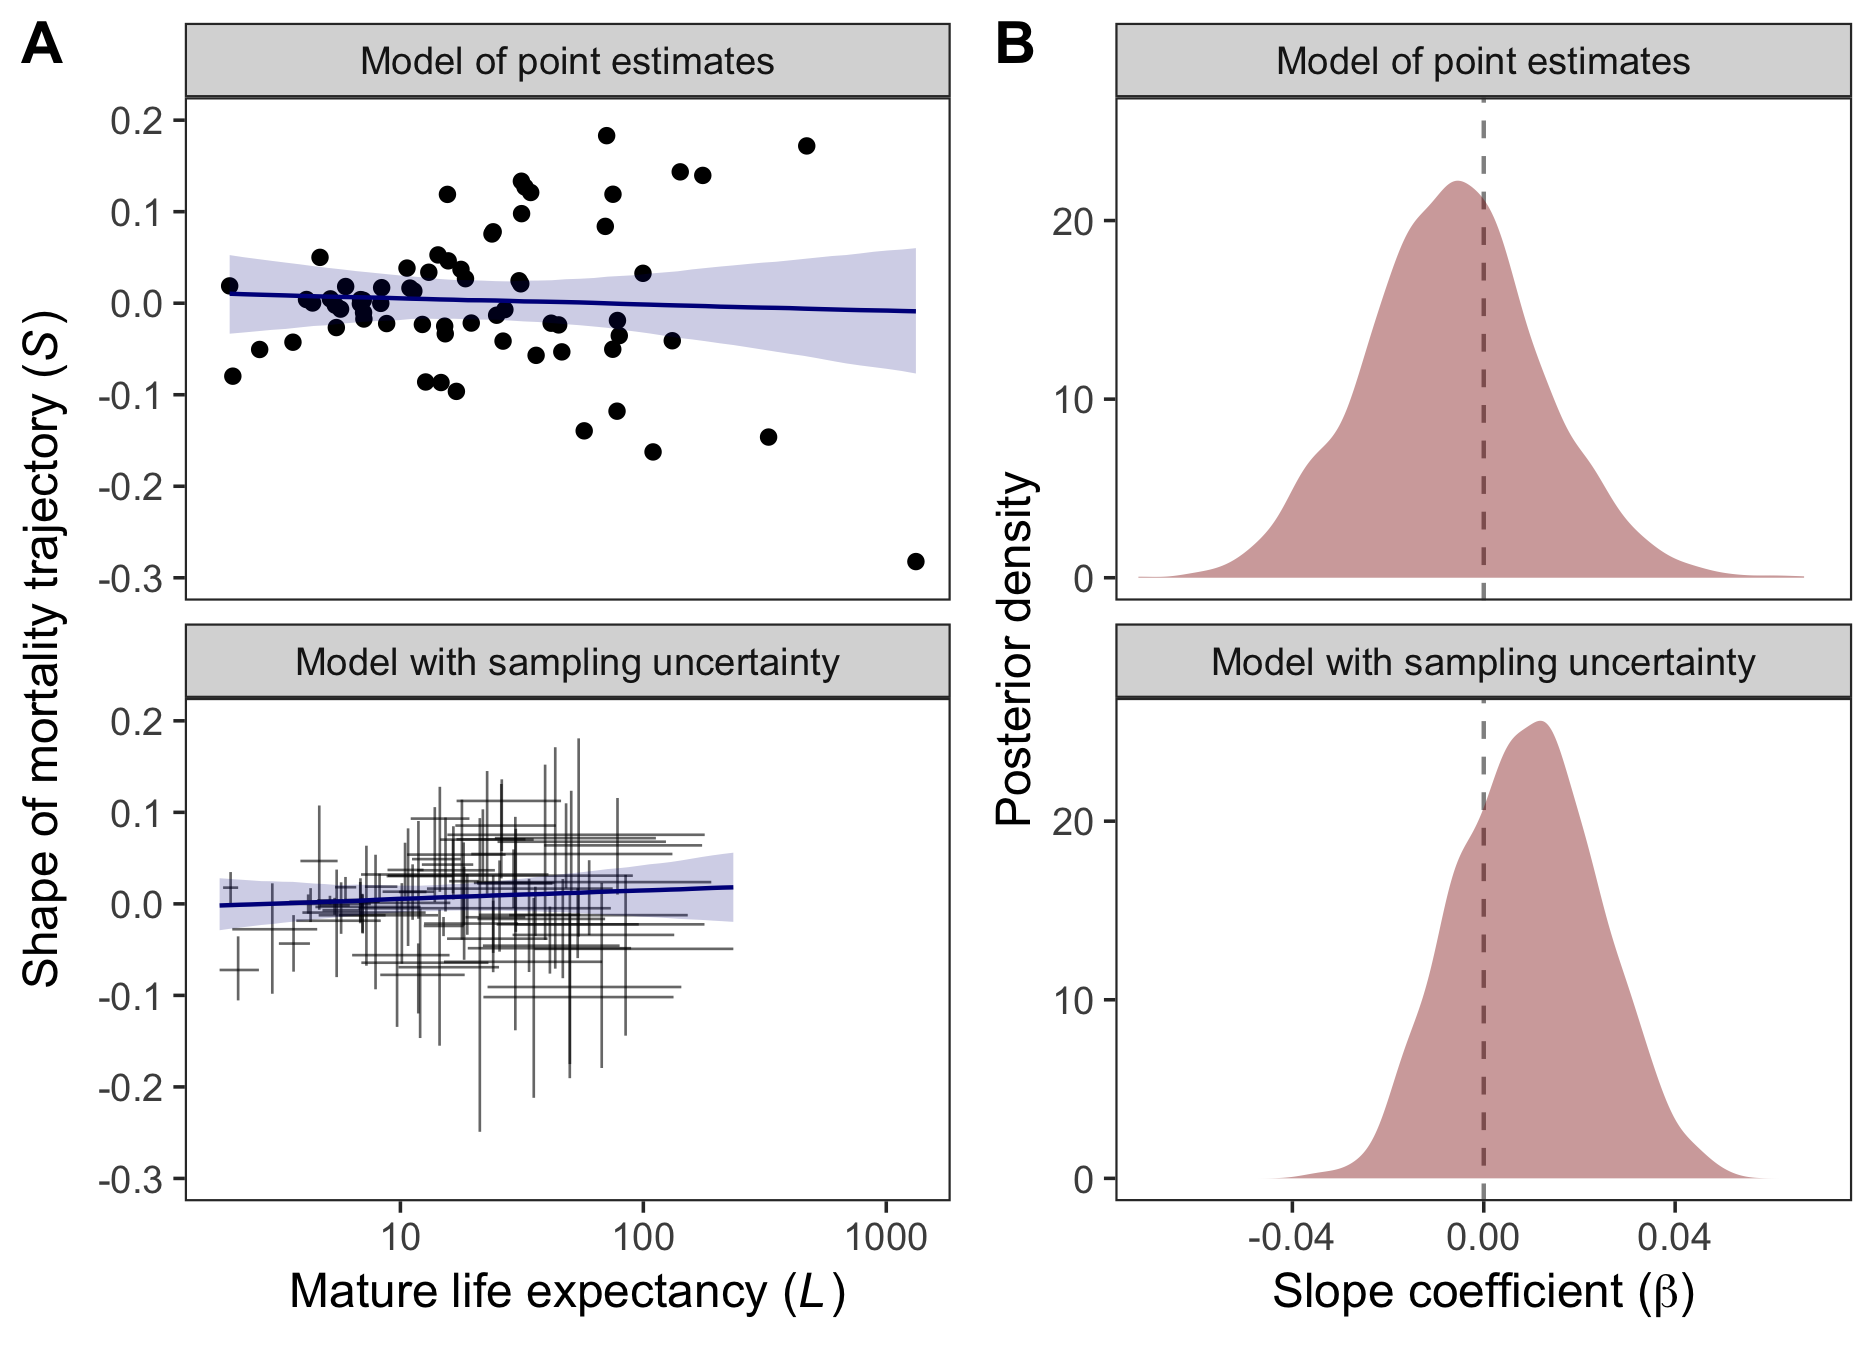 A
Model of point estimates
0.2
0.1
0.0
-0.1
-0.2
-0.3
Model with sampling uncertainty
0.2
0.1
0.0
-0.1
-0.2
-0.3
10 100 1000
Mature life expectancy (L)
Shape of mortality trajectory (S)
B
Model of point estimates
20
10
0
Model with sampling uncertainty
20
10
0
-0.04 0.00 0.04
Slope coefficient (β)
Posterior density